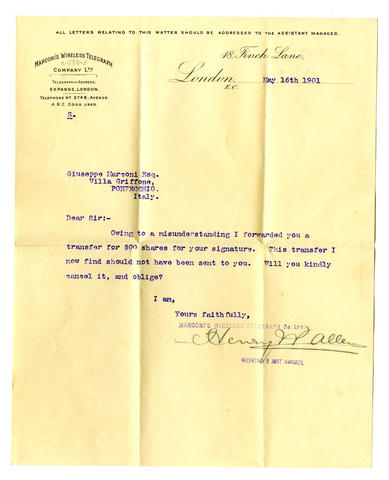 ALL LETTERS RELATING TO THIS MATTER SHOULD BE ADDRESSED TO THE ASSISTANT MANAGER.
MARCONI'S WIRELESS TELEGRAPH
COMPANY LTD
TELEGRAPHIC ADDRESS,
EXPANSE, LONDON.
TELEPHONE NO 2748, AVENUE.
A.B.C. CODE USED.
18, Finch Lane,
London,
E.C.
May 16th 1901
S.
Giuseppe Marconi Esq.
Villa Griffone,
PONTECCHIO.
Italy.
Dear Sir:-
Owing to a misunderstanding I forwarded you a
transfer for 500 shares for your signature. This transfer I
now find should not have been sent to you. Will you kindly
cancel it, and oblige?
I am,
Yours faithfully,
MARCONI'S WIRELESS TELEGRAPH Co. Ltd.
Henry W Allen
SECRETARY & ASST MANAGER.